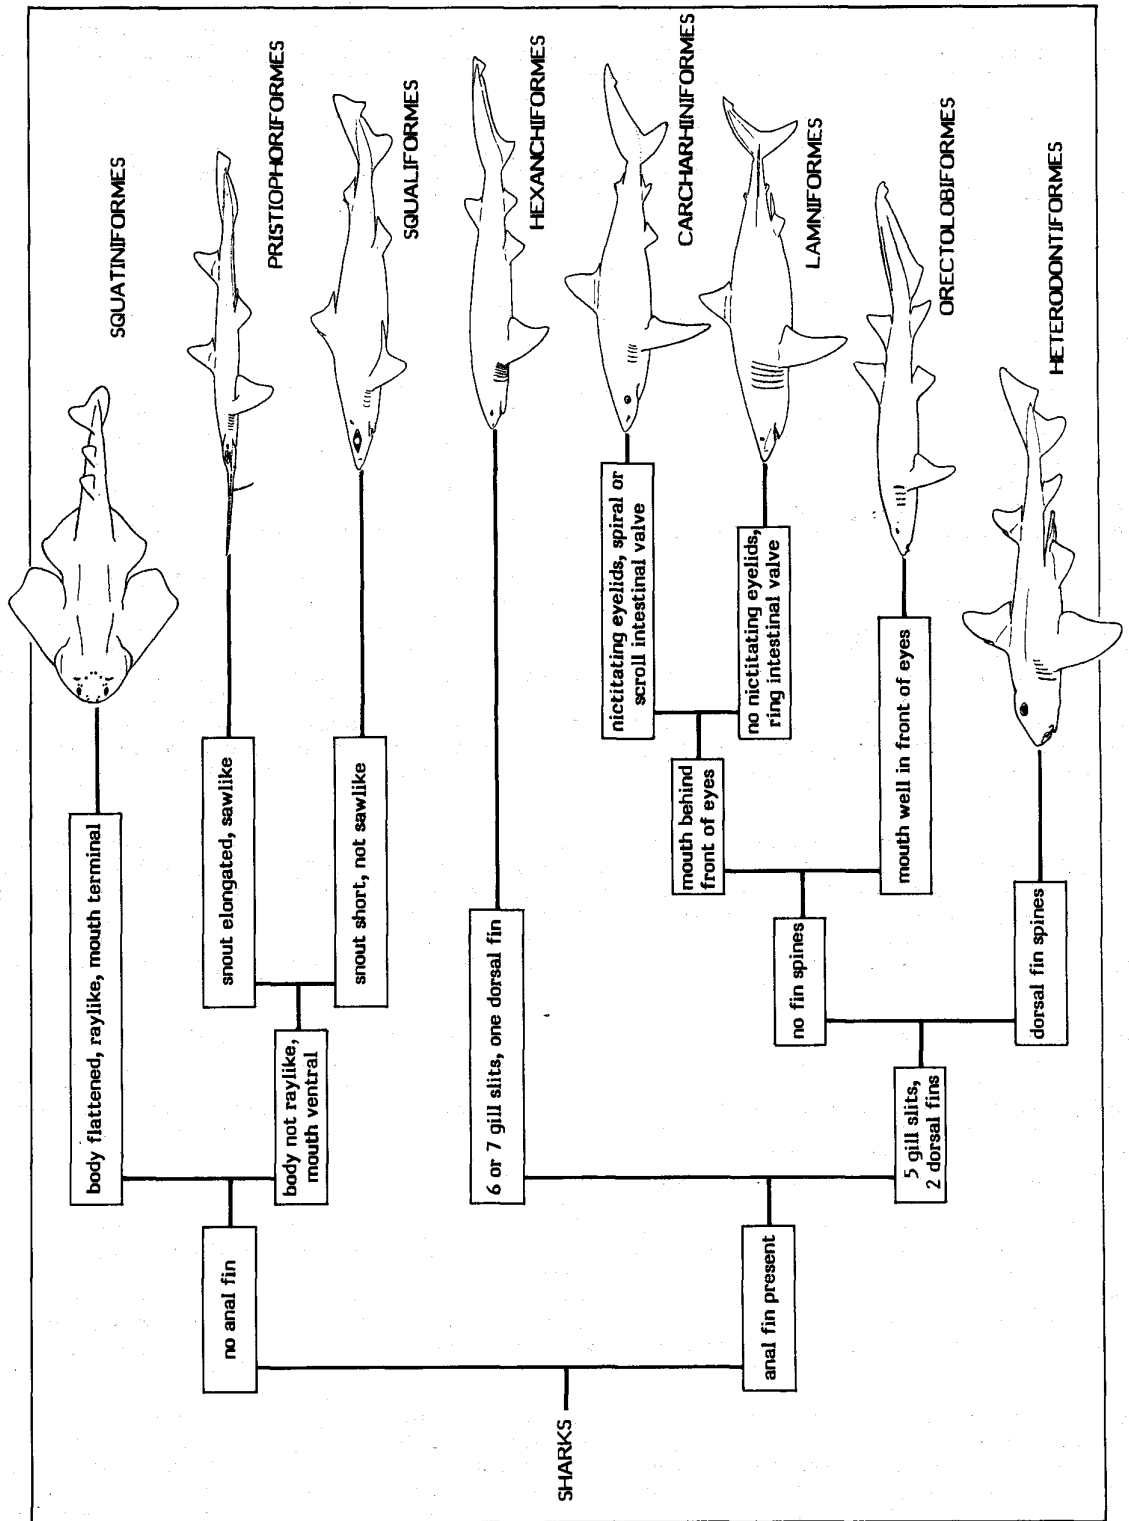 SHARKS
no anal fin
body flattened, raylike, mouth terminal
SQUATINIFORMES
body not raylike,
mouth ventral
snout elongated, sawlike
PRISTIOPHORIFORMES
snout short, not sawlike
SQUALIFORMES
anal fin present
6 or 7 gill slits, one dorsal fin
HEXANCHIFORMES
5 gill slits,
2 dorsal fins
no fin spines
mouth behind
front of eyes
nictitating eyelids, spiral or
scroll intestinal valve
CARCHARHINIFORMES
no nictitating eyelids,
ring intestinal valve
LAMNIFORMES
mouth well in front of eyes
ORECTOLOBIFORMES
dorsal fin spines
HETERODONTIFORMES